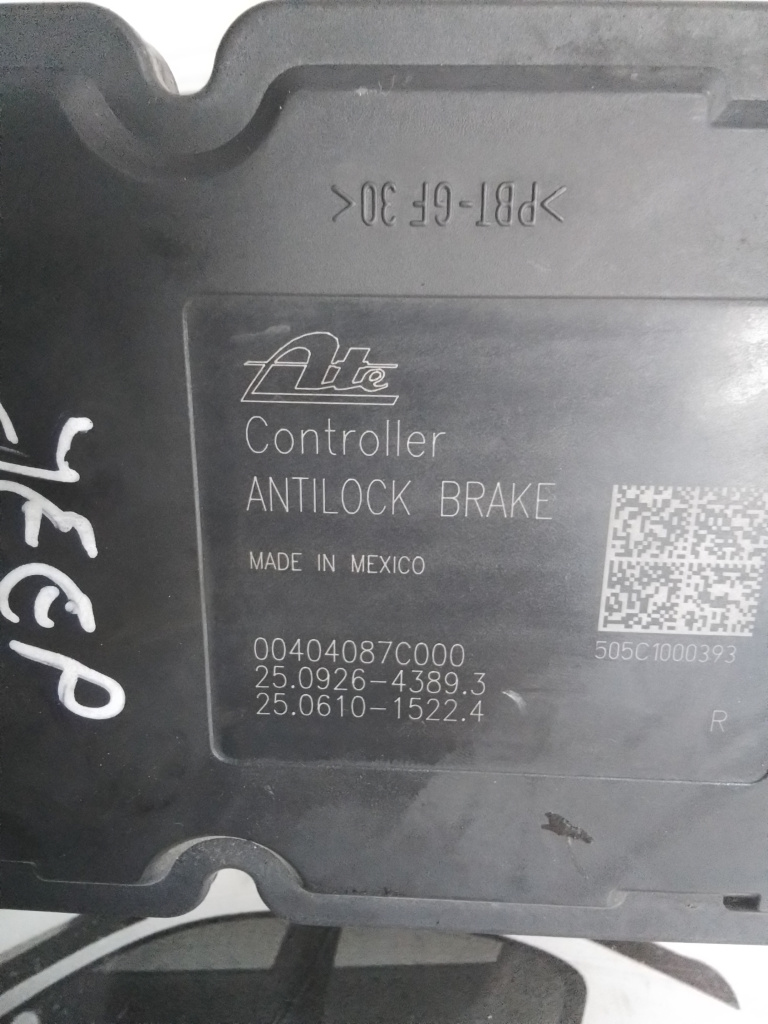 >PBT-GF 30<
Ate
Controller
ANTILOCK BRAKE
MADE IN MEXICO
00404087C000
25.0926-4389.3
25.0610-1522.4
505C1000393
R